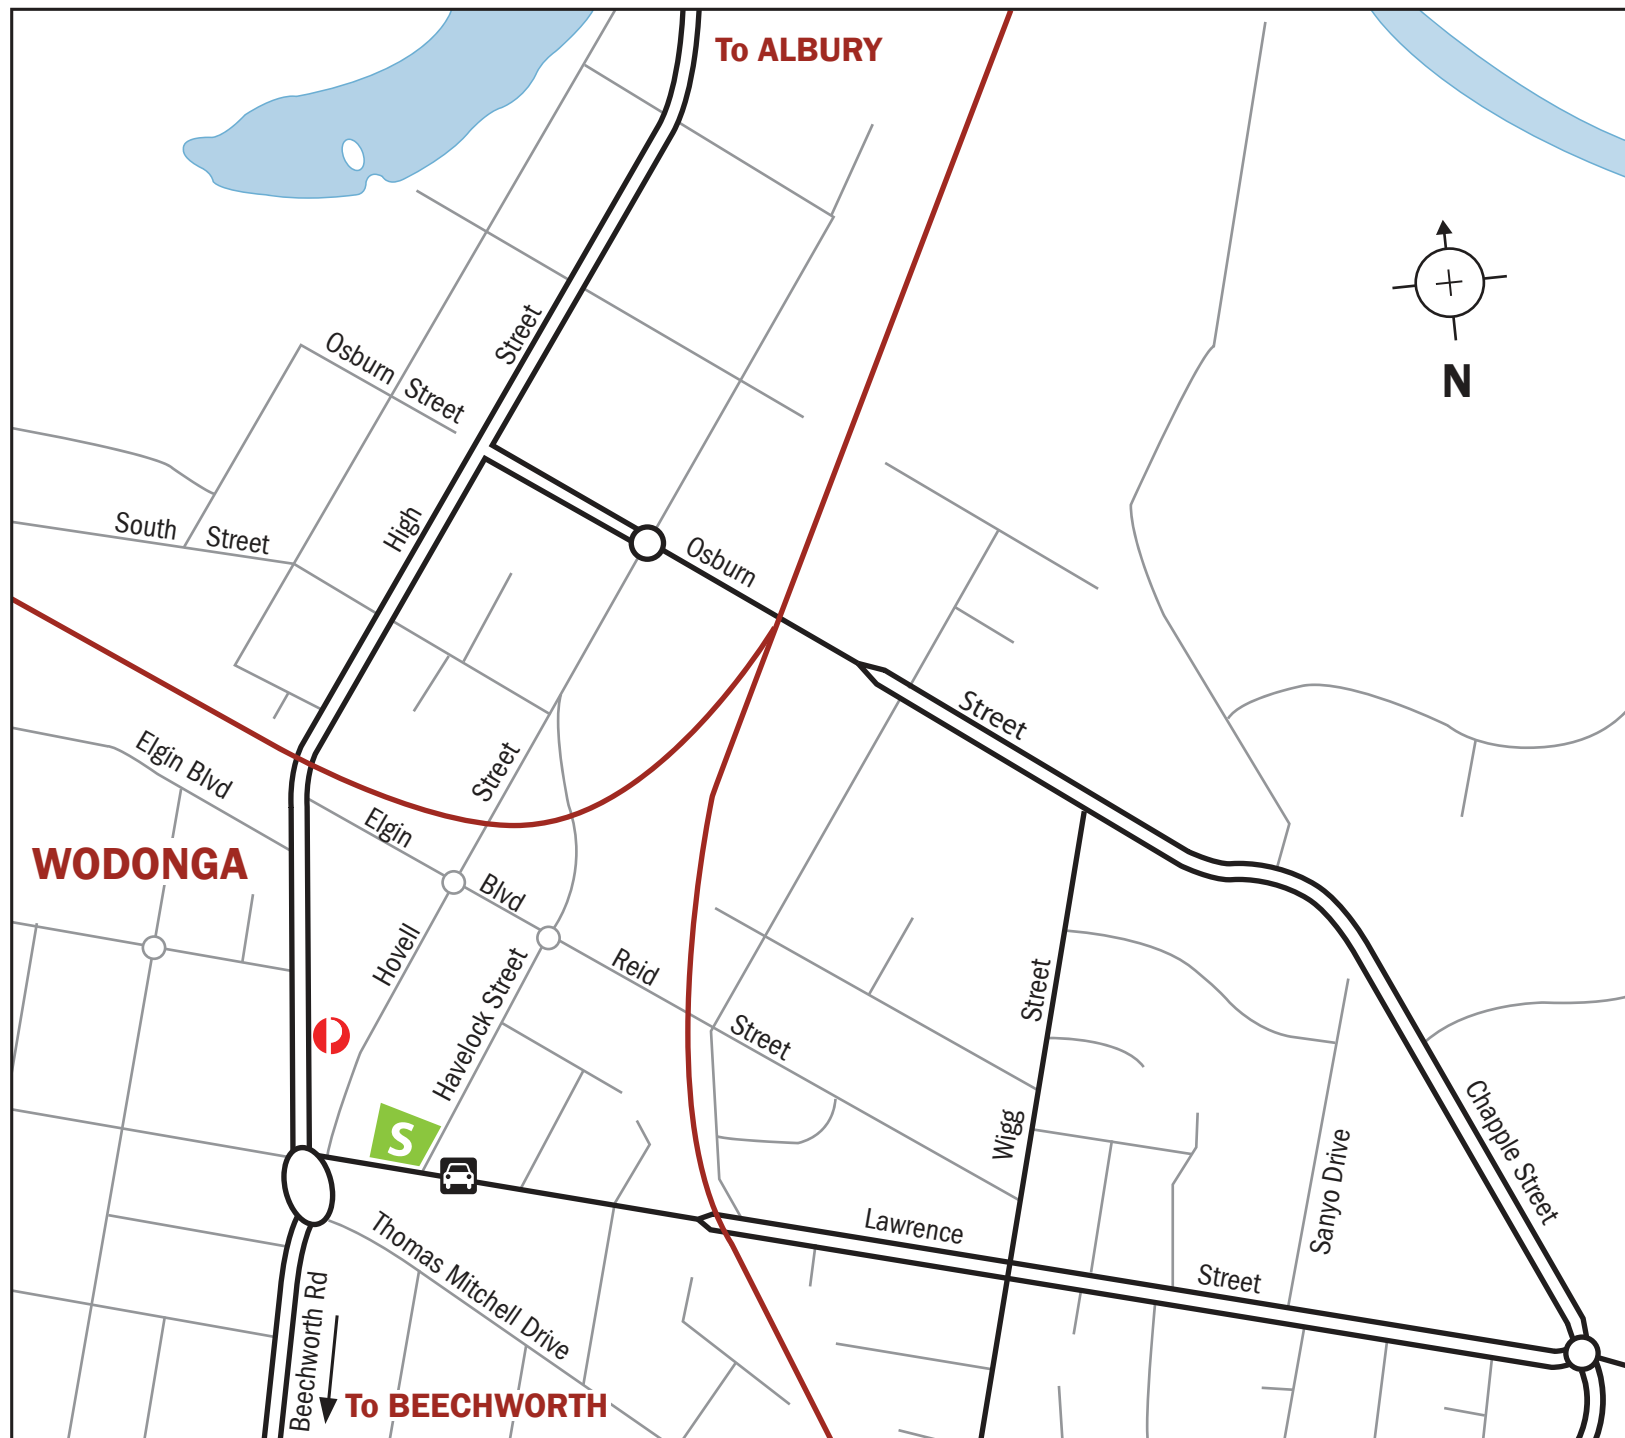 To ALBURY
N
Street
Osburn Street
High
South Street
Osburn
Street
Elgin Blvd
Street
Elgin
Blvd
WODONGA
Hovell
Havelock Street
Reid
Street
Street
Wigg
S
Chapple Street
Sanyo Drive
Lawrence
Street
Thomas Mitchell Drive
Beechworth Rd
To BEECHWORTH